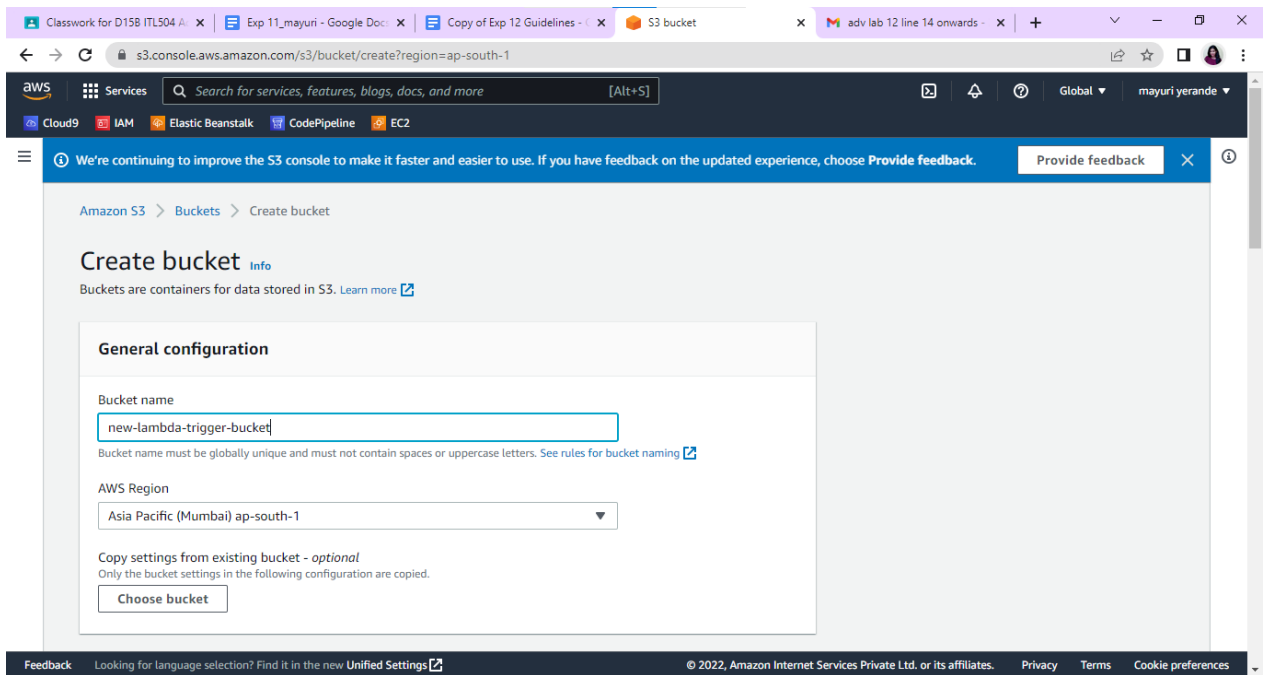 Classwork for D15B ITL504 A
Exp 11_mayuri - Google Doc
Copy of Exp 12 Guidelines -
S3 bucket
adv lab 12 line 14 onwards -
s3.console.aws.amazon.com/s3/bucket/create?region=ap-south-1
aws
Services
Search for services, features, blogs, docs, and more
[Alt+S]
Global
mayuri yerande
Cloud9
IAM
Elastic Beanstalk
CodePipeline
EC2
We're continuing to improve the S3 console to make it faster and easier to use. If you have feedback on the updated experience, choose Provide feedback.
Provide feedback
Amazon S3 > Buckets > Create bucket
Create bucket Info
Buckets are containers for data stored in S3. Learn more
General configuration
Bucket name
new-lambda-trigger-bucket
Bucket name must be globally unique and must not contain spaces or uppercase letters. See rules for bucket naming
AWS Region
Asia Pacific (Mumbai) ap-south-1
Copy settings from existing bucket - optional
Only the bucket settings in the following configuration are copied.
Choose bucket
Feedback
Looking for language selection? Find it in the new Unified Settings
© 2022, Amazon Internet Services Private Ltd. or its affiliates.
Privacy
Terms
Cookie preferences